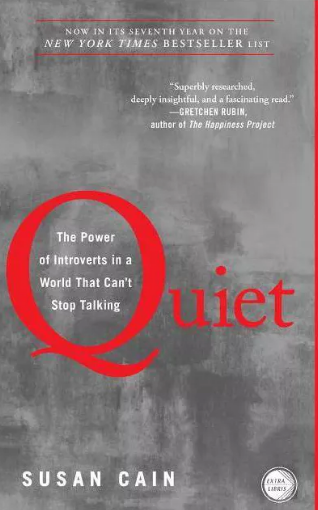 NOW IN ITS SEVENTH YEAR ON THE
NEW YORK TIMES BESTSELLER LIST
“Superbly researched,
deeply insightful, and a fascinating read.”
—GRETCHEN RUBIN,
author of The Happiness Project
Quiet
The Power
of Introverts in a
World That Can’t
Stop Talking
SUSAN CAIN
EXTRA
LIBRIS